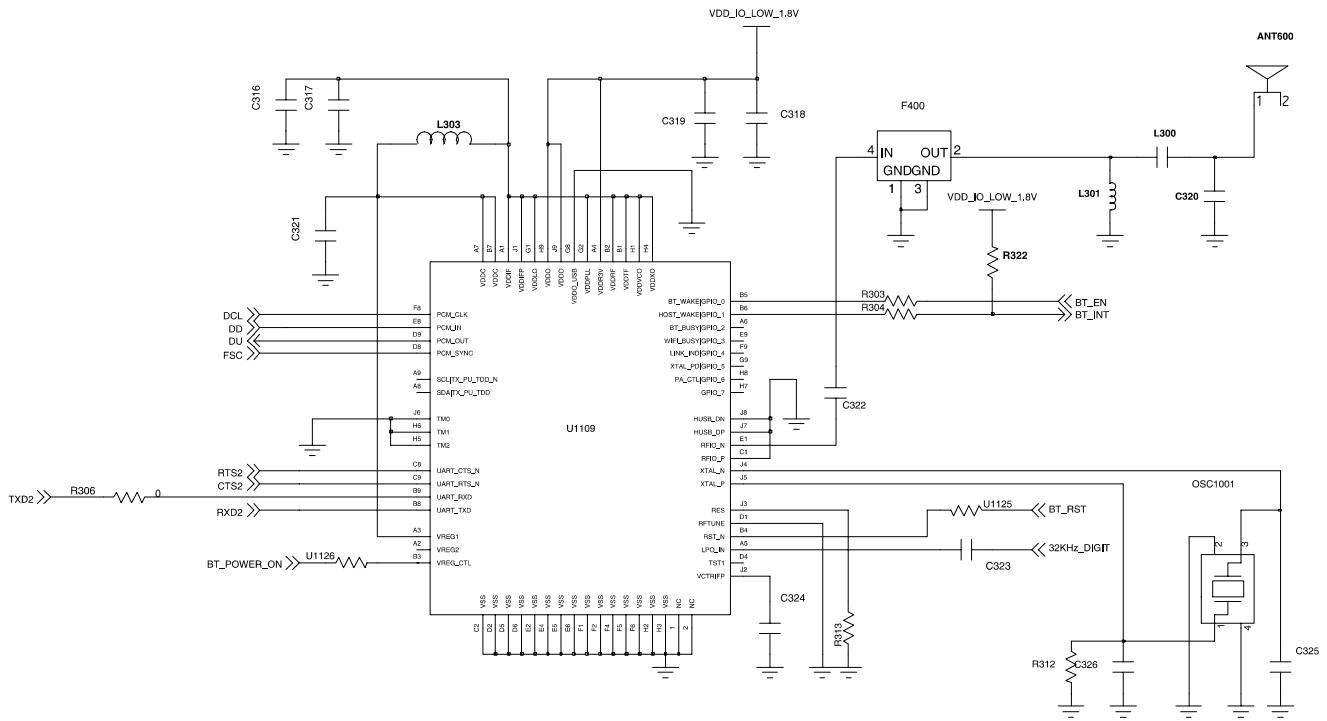 VDD_IO_LOW_1.8V
ANT600
1 2
C316
C317
L303
C319
C318
F400
4 IN OUT 2
GND GND
1 3
L300
L301
C320
VDD_IO_LOW_1.8V
R322
C321
A7 B7 A1 J1 G1 H9 J9 G8 G2 A4 B2 B1 H1 H4
VDDC VDDC VDDIF VDDIFP VDDLO VDDO VDDO VDDO_USB VDDPLL VDDR3V VDDRF VDDTF VDDVCO VDDXO
DCL F8 PCM_CLK
DD E8 PCM_IN
DU D9 PCM_OUT
FSC D8 PCM_SYNC
A9 SCL|TX_PU_TDD_N
A8 SDA|TX_PU_TDD
J6 TM0
H6 TM1
H5 TM2
RTS2 C8 UART_CTS_N
CTS2 C9 UART_RTS_N
TXD2 R306 0 B9 UART_RXD
RXD2 B8 UART_TXD
A3 VREG1
A2 VREG2
BT_POWER_ON U1126 B3 VREG_CTL
U1109
BT_WAKE|GPIO_0 B5 R303 BT_EN
HOST_WAKE|GPIO_1 B6 R304 BT_INT
BT_BUSY|GPIO_2 A6
WIFI_BUSY|GPIO_3 E9
LINK_IND|GPIO_4 F9
XTAL_PD|GPIO_5 G9
PA_CTL|GPIO_6 H8
GPIO_7 H7
C322
HUSB_DN J8
HUSB_DP J7
RFIO_N E1
RFIO_P C1
XTAL_N J4
XTAL_P J5
RES J3
RFTUNE D1
RST_N B4 U1125 BT_RST
LPO_IN A5 C323 32KHz_DIGIT
TST1 D4
VCTRIFP J2
C324
OSC1001
2 3
1 4
VSS VSS VSS VSS VSS VSS VSS VSS VSS VSS VSS VSS VSS VSS VSS NC NC
C2 D2 D5 D6 E2 E4 E5 E6 F1 F2 F4 F5 F6 H2 H3 1 2
R313
R312
C326
C325